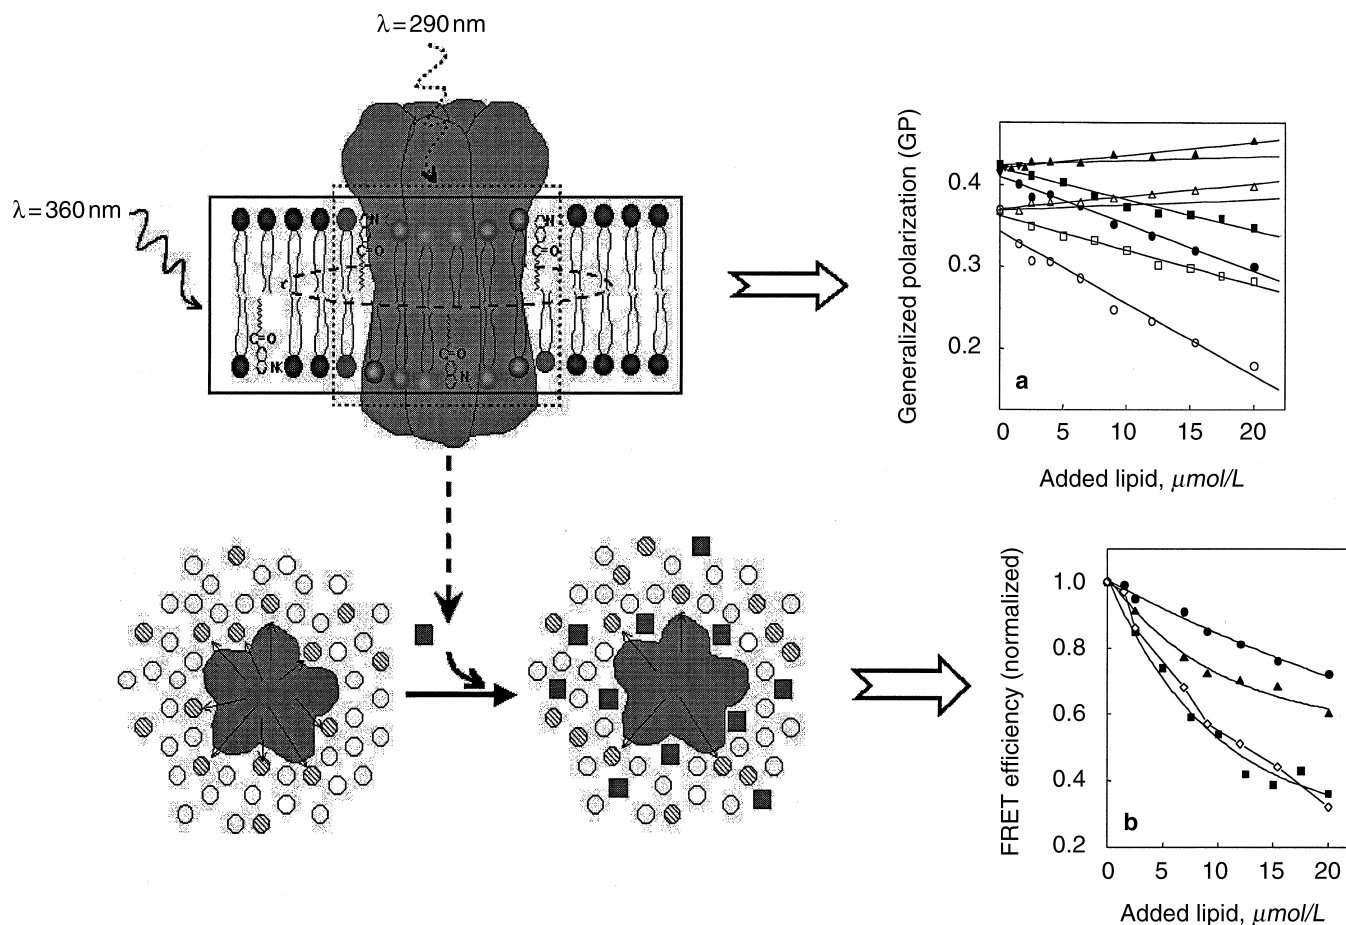 λ=290 nm
λ=360 nm
N
N
C=O
C=O
C=O
C=O
N
N
Generalized polarization (GP)
0.4
0.3
0.2
a
0 5 10 15 20
Added lipid, μmol/L
FRET efficiency (normalized)
1.0
0.8
0.6
0.4
0.2
b
0 5 10 15 20
Added lipid, μmol/L